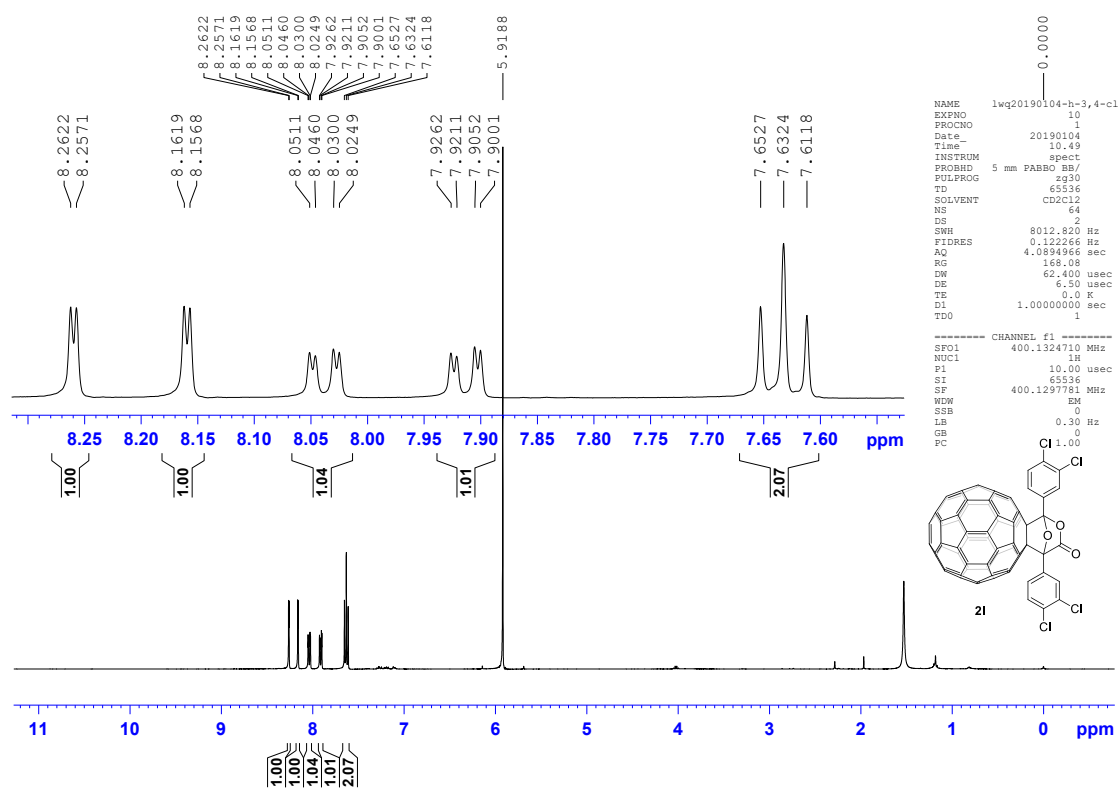 8.2622
8.2571
8.1619
8.1568
8.0511
8.0460
8.0300
8.0249
7.9262
7.9211
7.9052
7.9001
7.6527
7.6324
7.6118
5.9188
0.0000
8.2622
8.2571
8.1619
8.1568
8.0511
8.0460
8.0300
8.0249
7.9262
7.9211
7.9052
7.9001
7.6527
7.6324
7.6118
8.25 8.20 8.15 8.10 8.05 8.00 7.95 7.90 7.85 7.80 7.75 7.70 7.65 7.60 ppm
1.00 1.00 1.04 1.01 2.07
NAME lwq20190104-h-3,4-cl
EXPNO 10
PROCNO 1
Date_ 20190104
Time 10.49
INSTRUM spect
PROBHD 5 mm PABBO BB/
PULPROG zg30
TD 65536
SOLVENT CD2Cl2
NS 64
DS 2
SWH 8012.820 Hz
FIDRES 0.122266 Hz
AQ 4.0894966 sec
RG 168.08
DW 62.400 usec
DE 6.50 usec
TE 0.0 K
D1 1.00000000 sec
TD0 1
======== CHANNEL f1 ========
SFO1 400.1324710 MHz
NUC1 1H
P1 10.00 usec
SI 65536
SF 400.1297781 MHz
WDW EM
SSB 0
LB 0.30 Hz
GB 0
PC 1.00
Cl
Cl
O
O
O
Cl
Cl
2l
11 10 9 8 7 6 5 4 3 2 1 0 ppm
1.00
1.00
1.04
1.01
2.07